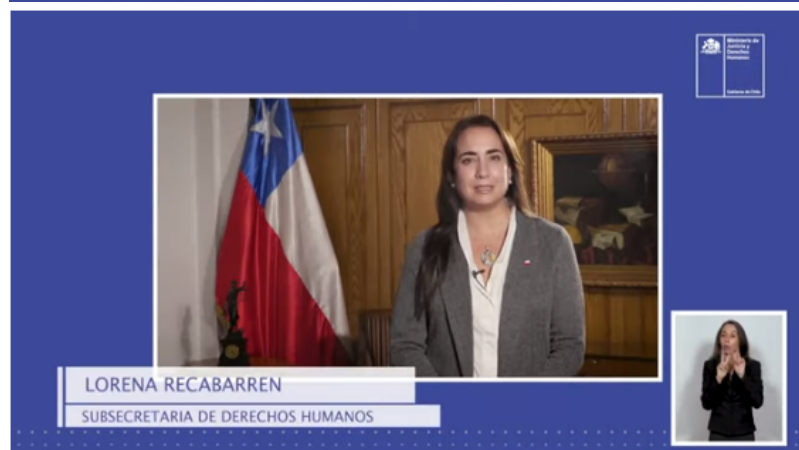 Ministerio de
Justicia y
Derechos
Humanos
Gobierno de Chile
LORENA RECABARREN
SUBSECRETARIA DE DERECHOS HUMANOS